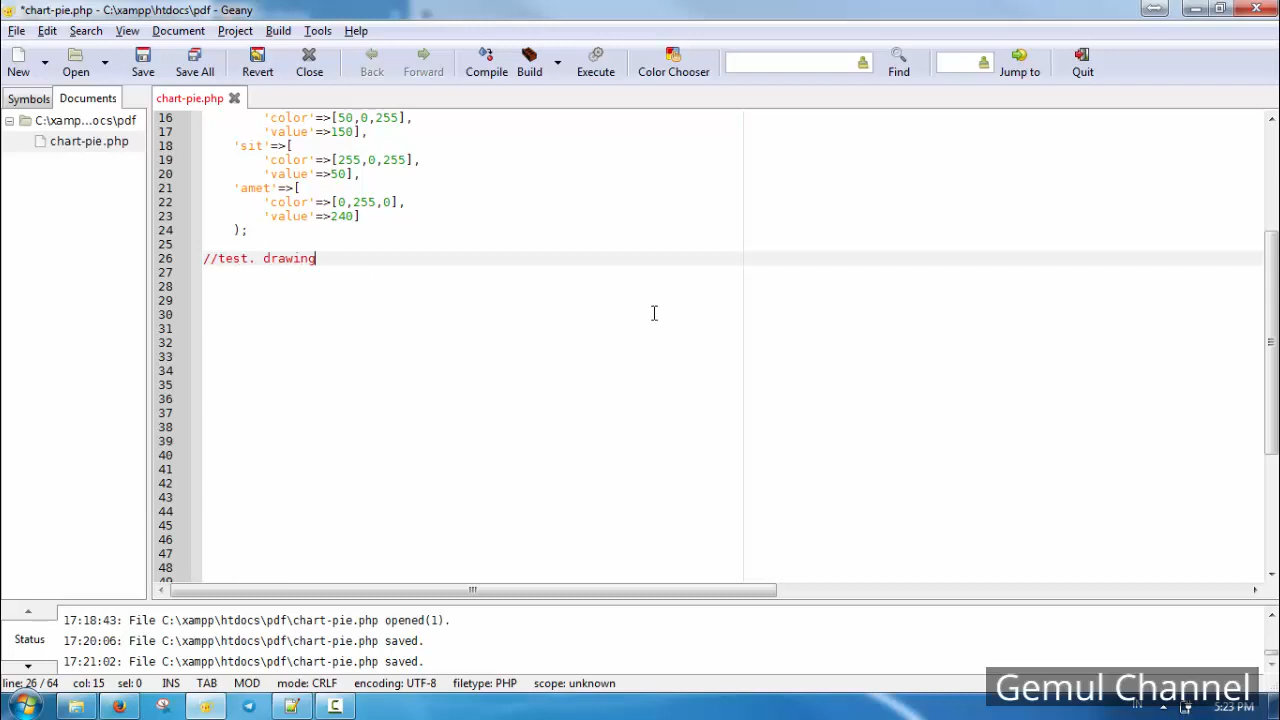 *chart-pie.php - C:\xampp\htdocs\pdf - Geany
File Edit Search View Document Project Build Tools Help
New Open Save Save All Revert Close Back Forward Compile Build Execute Color Chooser Find Jump to Quit
Symbols Documents chart-pie.php
C:\xamp...ocs\pdf
chart-pie.php
16 'color'=>[50,0,255],
17 'value'=>150],
18 'sit'=>[
19 'color'=>[255,0,255],
20 'value'=>50],
21 'amet'=>[
22 'color'=>[0,255,0],
23 'value'=>240]
24 );
25
26 //test. drawing
27
28
29
30
31
32
33
34
35
36
37
38
39
40
41
42
43
44
45
46
47
48
49
Status
17:18:43: File C:\xampp\htdocs\pdf\chart-pie.php opened(1).
17:20:06: File C:\xampp\htdocs\pdf\chart-pie.php saved.
17:21:02: File C:\xampp\htdocs\pdf\chart-pie.php saved.
line: 26 / 64 col: 15 sel: 0 INS TAB MOD mode: CRLF encoding: UTF-8 filetype: PHP scope: unknown
Gemul Channel
IN 5:23 PM